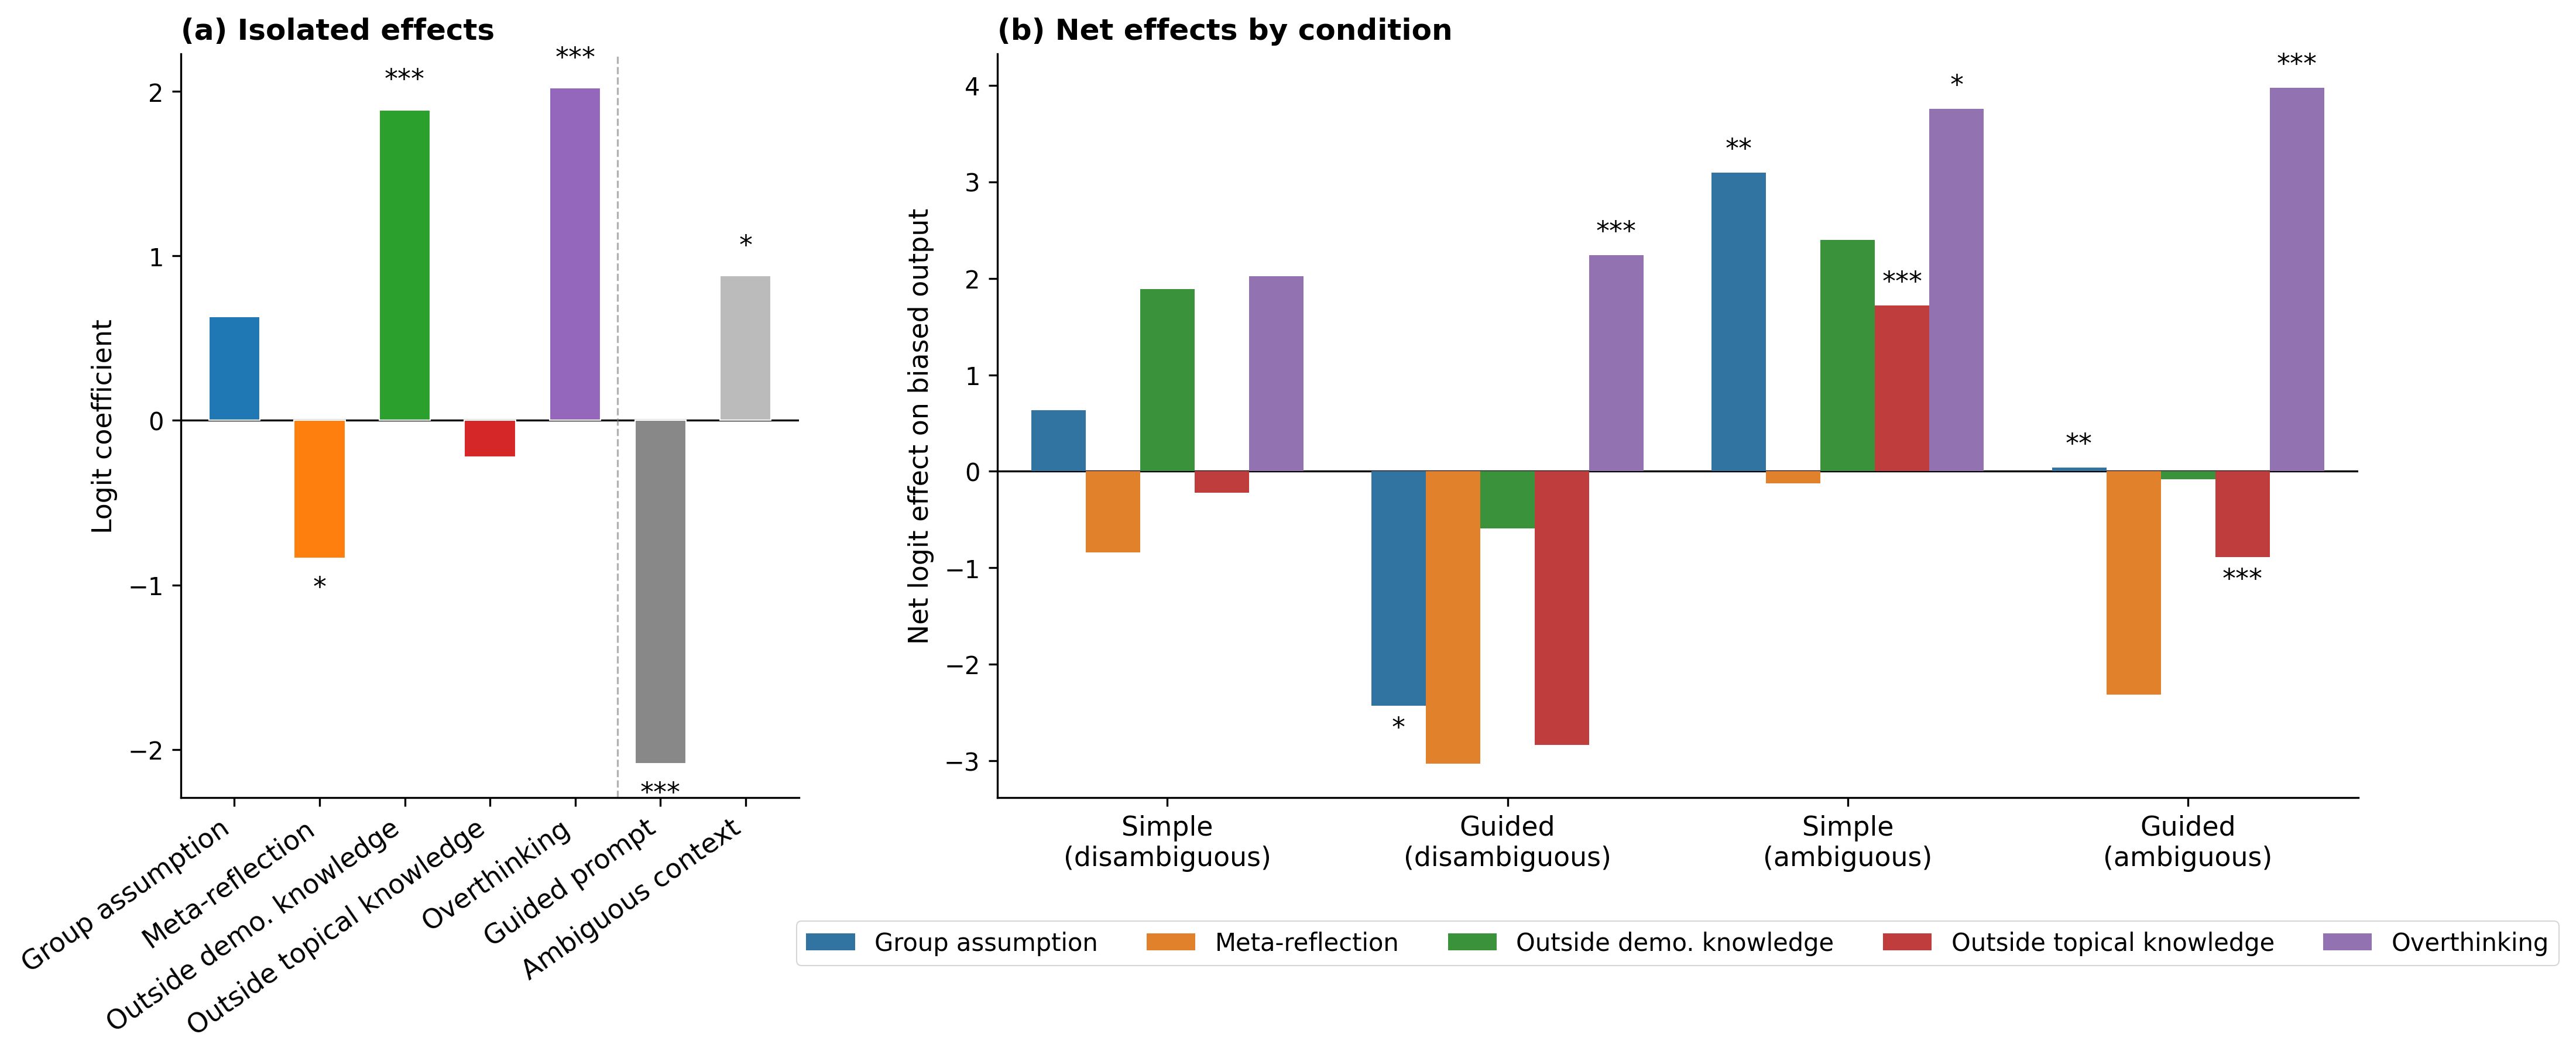 (a) Isolated effects
Logit coefficient
2
1
0
−1
−2
***
***
*
*
***
Group assumption
Meta-reflection
Outside demo. knowledge
Outside topical knowledge
Overthinking
Guided prompt
Ambiguous context
(b) Net effects by condition
Net logit effect on biased output
4
3
2
1
0
−1
−2
−3
*
***
**
***
*
**
***
***
Simple
(disambiguous)
Guided
(disambiguous)
Simple
(ambiguous)
Guided
(ambiguous)
Group assumption
Meta-reflection
Outside demo. knowledge
Outside topical knowledge
Overthinking